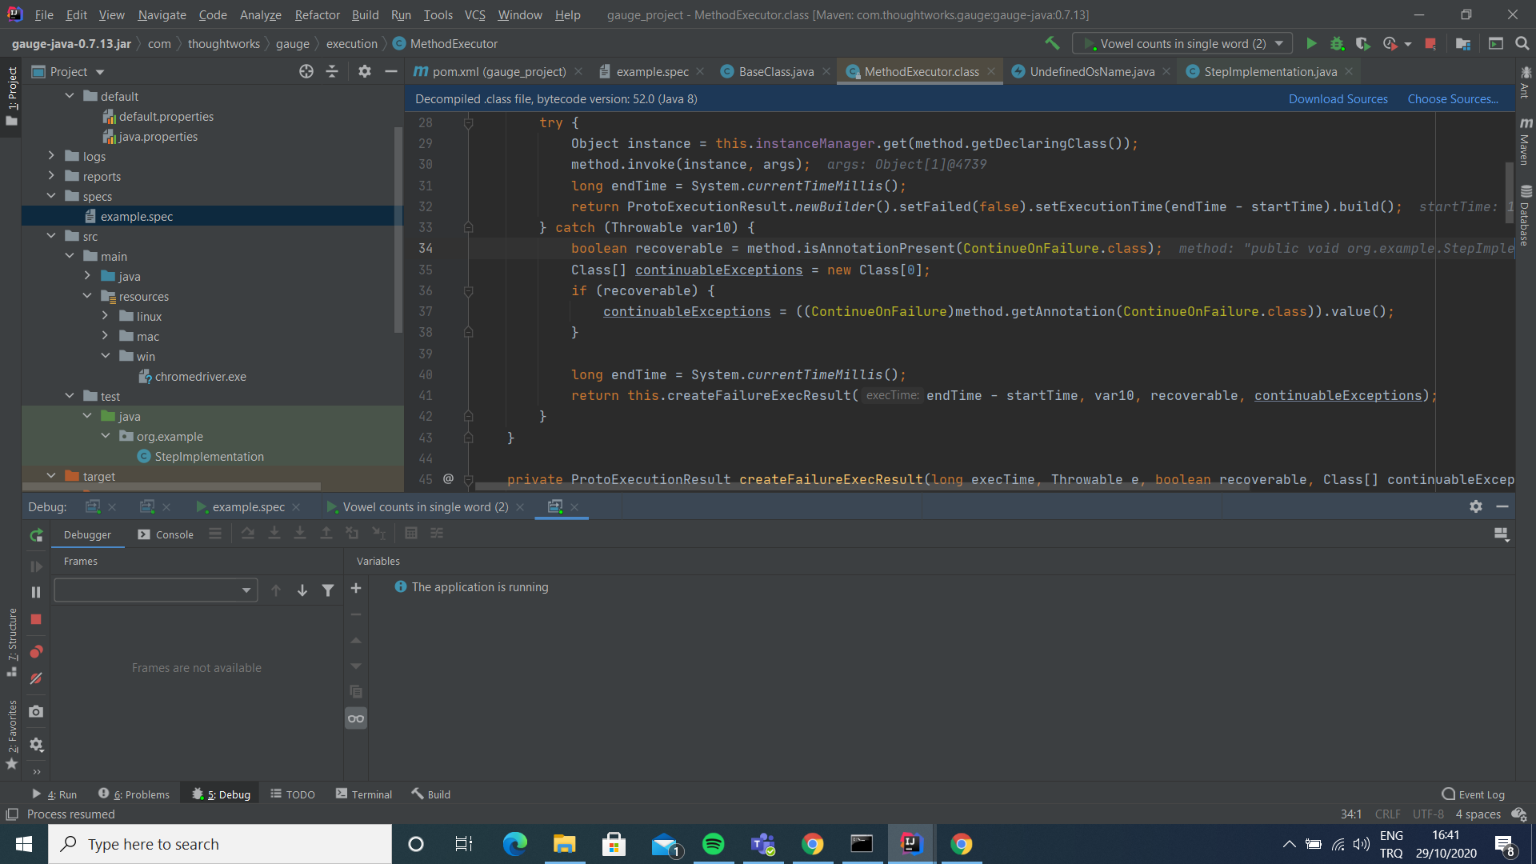 File Edit View Navigate Code Analyze Refactor Build Run Tools VCS Window Help gauge_project - MethodExecutor.class [Maven: com.thoughtworks.gauge:gauge-java:0.7.13]
gauge-java-0.7.13.jar com thoughtworks gauge execution MethodExecutor Vowel counts in single word (2)
1: Project
Project
pom.xml (gauge_project) example.spec BaseClass.java MethodExecutor.class UndefinedOsName.java StepImplementation.java
Decompiled .class file, bytecode version: 52.0 (Java 8) Download Sources Choose Sources...
default
default.properties
java.properties
logs
reports
specs
example.spec
src
main
java
resources
linux
mac
win
chromedriver.exe
test
java
org.example
StepImplementation
target
28 try {
29 Object instance = this.instanceManager.get(method.getDeclaringClass());
30 method.invoke(instance, args); args: Object[1]@4739
31 long endTime = System.currentTimeMillis();
32 return ProtoExecutionResult.newBuilder().setFailed(false).setExecutionTime(endTime - startTime).build(); startTime: 1
33 } catch (Throwable var10) {
34 boolean recoverable = method.isAnnotationPresent(ContinueOnFailure.class); method: "public void org.example.StepImple
35 Class[] continuableExceptions = new Class[0];
36 if (recoverable) {
37 continuableExceptions = ((ContinueOnFailure)method.getAnnotation(ContinueOnFailure.class)).value();
38 }
39
40 long endTime = System.currentTimeMillis();
41 return this.createFailureExecResult( execTime: endTime - startTime, var10, recoverable, continuableExceptions);
42 }
43 }
44
45 @ private ProtoExecutionResult createFailureExecResult(long execTime, Throwable e, boolean recoverable, Class[] continuableExcep
Ant
Maven
Database
Debug: example.spec Vowel counts in single word (2)
Debugger Console
Frames Variables
The application is running
Frames are not available
7: Structure
2: Favorites
4: Run 6: Problems 5: Debug TODO Terminal Build Event Log
Process resumed 34:1 CRLF UTF-8 4 spaces
Type here to search 1 ENG 16:41
TRQ 29/10/2020 8